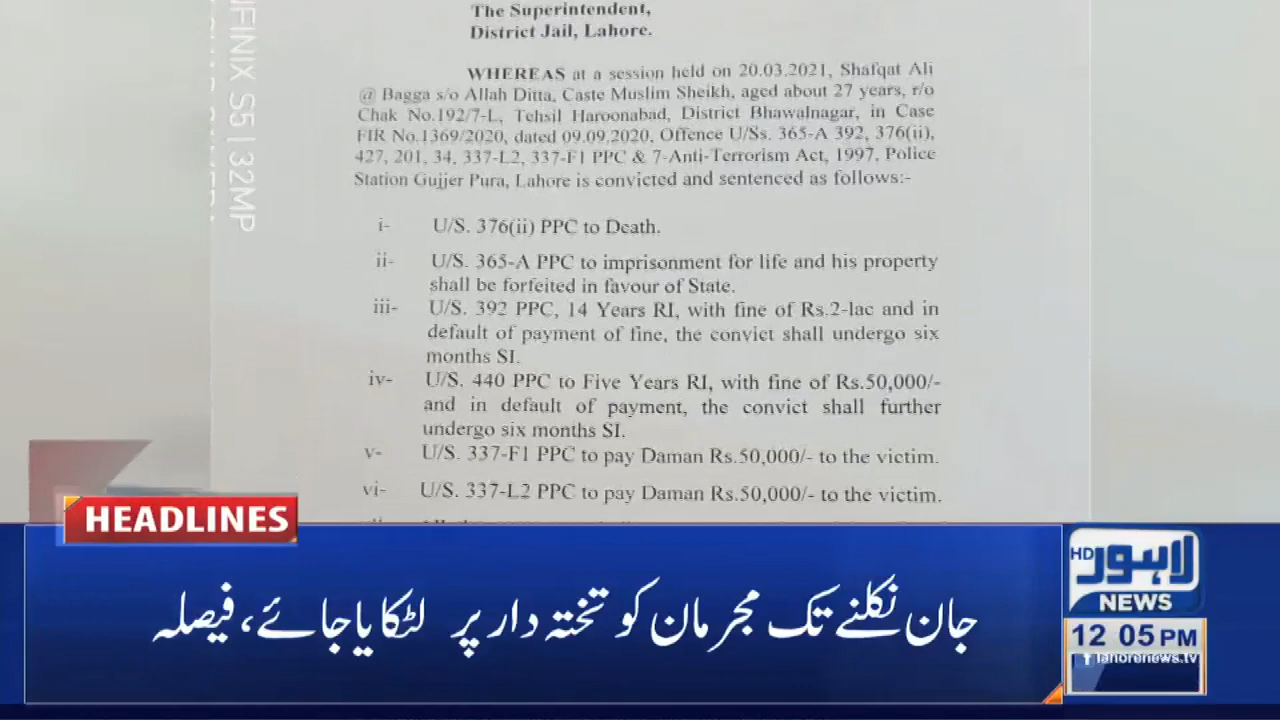 The Superintendent,
District Jail, Lahore.
WHEREAS at a session held on 20.03.2021, Shafqat Ali
@ Bagga s/o Allah Ditta, Caste Muslim Sheikh, aged about 27 years, r/o
Chak No.192/7-L, Tehsil Haroonabad, District Bhawalnagar, in Case
FIR No.1369/2020, dated 09.09.2020, Offence U/Ss. 365-A 392, 376(ii),
427, 201, 34, 337-L2, 337-F1 PPC & 7-Anti-Terrorism Act, 1997, Police
Station Gujjer Pura, Lahore is convicted and sentenced as follows:-
i- U/S. 376(ii) PPC to Death.
ii- U/S. 365-A PPC to imprisonment for life and his property
shall be forfeited in favour of State.
iii- U/S. 392 PPC, 14 Years RI, with fine of Rs.2-lac and in
default of payment of fine, the convict shall undergo six
months SI.
iv- U/S. 440 PPC to Five Years RI, with fine of Rs.50,000/-
and in default of payment, the convict shall further
undergo six months SI.
v- U/S. 337-F1 PPC to pay Daman Rs.50,000/- to the victim.
vi- U/S. 337-L2 PPC to pay Daman Rs.50,000/- to the victim.
NFINIX S5 | 32MP
HEADLINES
جان نکلنے تک مجرمان کو تختہ دار پر لٹکایا جائے، فیصلہ
HD لاہور
NEWS
12 05 PM
lahorenews.tv